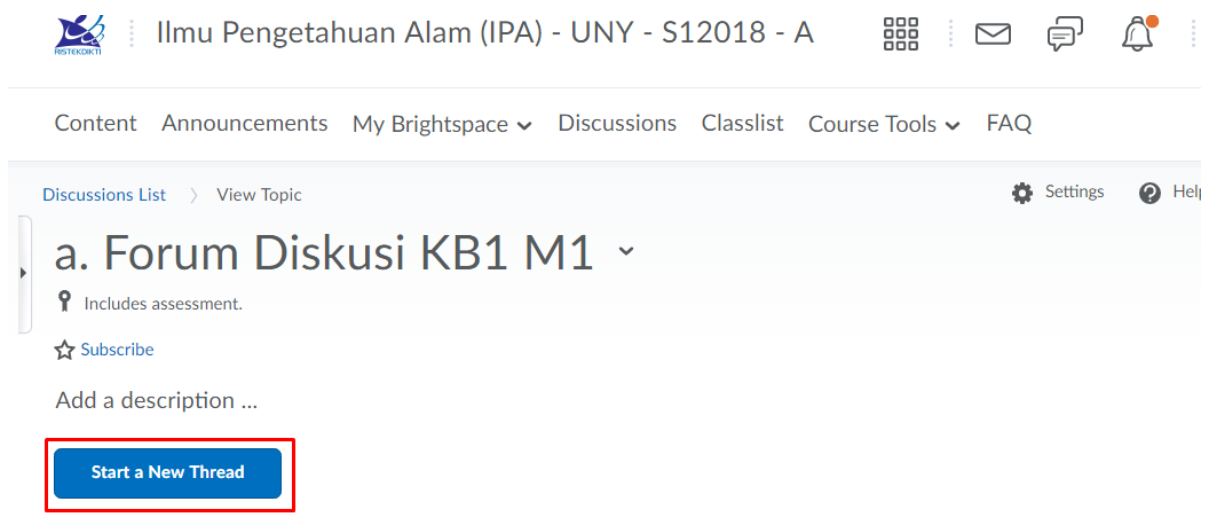 RISTEKDIKTI
Ilmu Pengetahuan Alam (IPA) - UNY - S12018 - A
Content Announcements My Brightspace Discussions Classlist Course Tools FAQ
Discussions List > View Topic
Settings Help
a. Forum Diskusi KB1 M1
Includes assessment.
Subscribe
Add a description ...
Start a New Thread